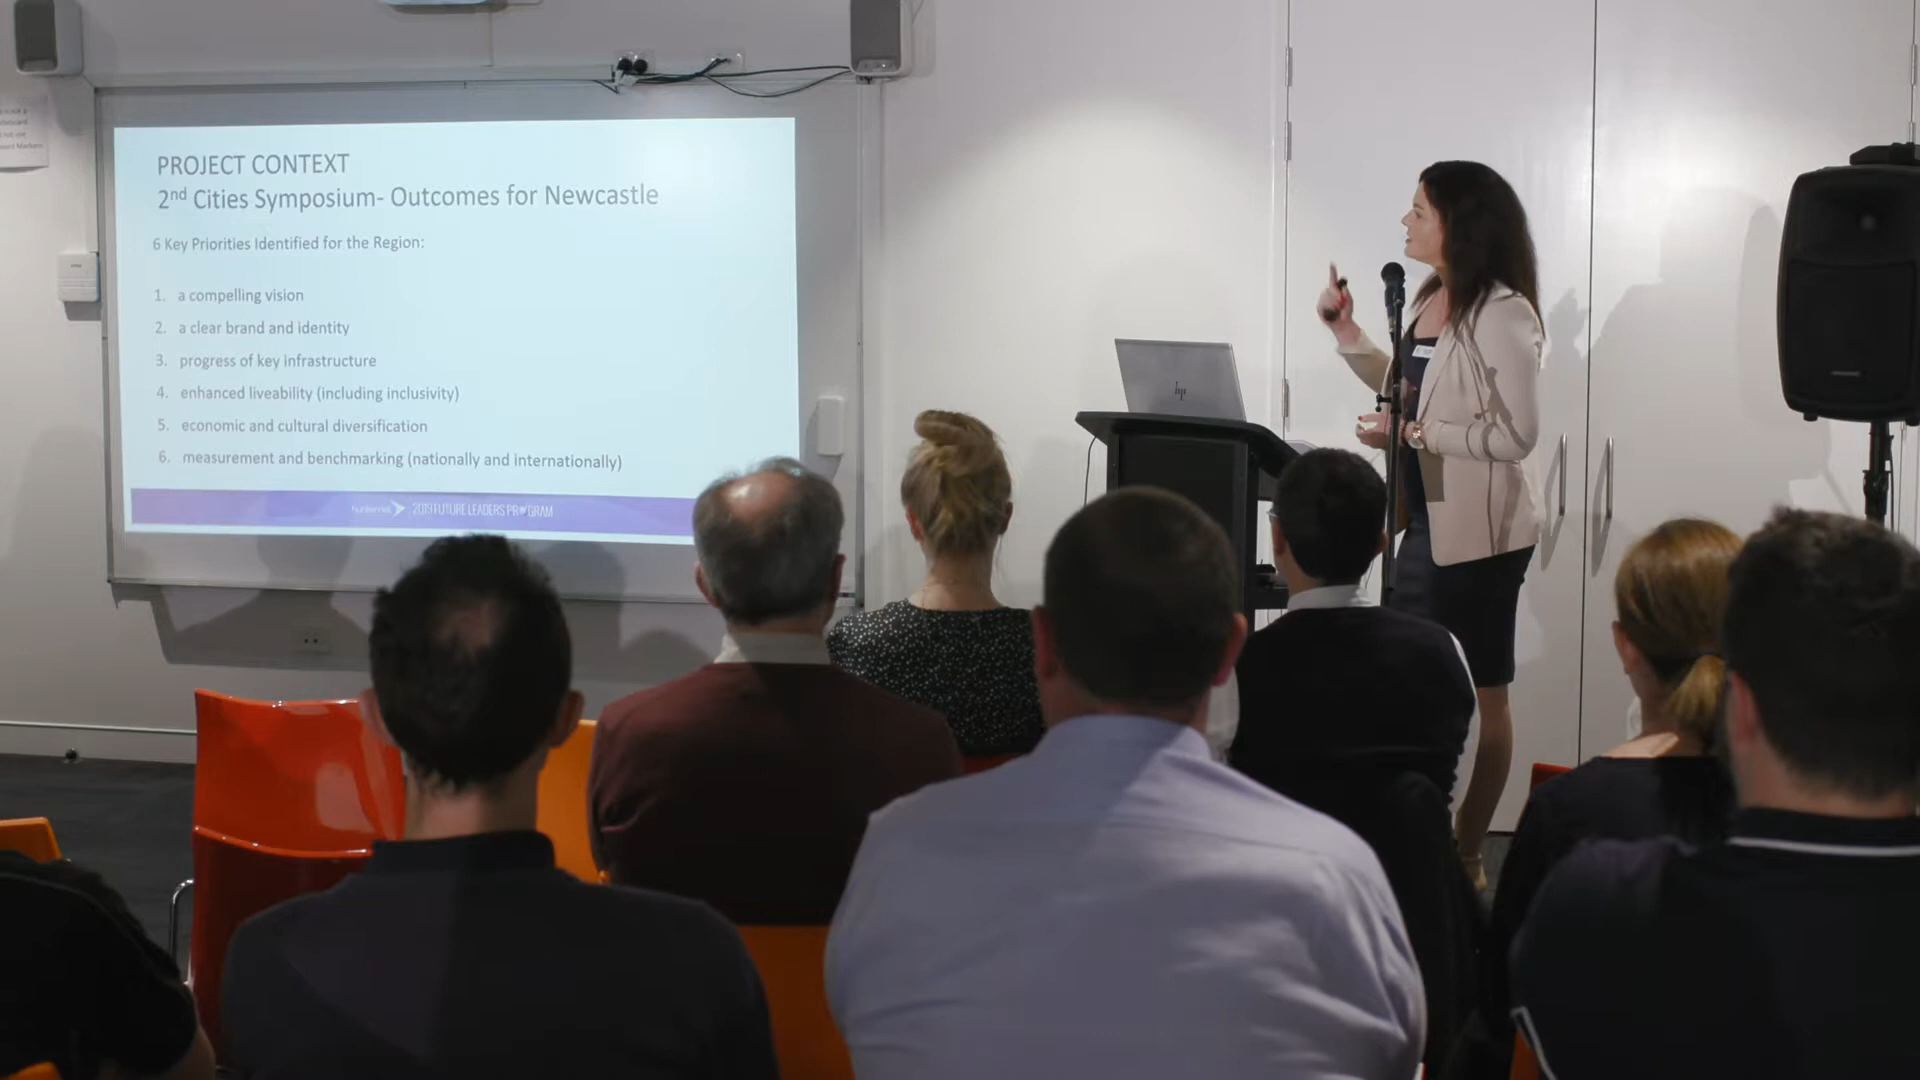 PROJECT CONTEXT
2nd Cities Symposium- Outcomes for Newcastle
6 Key Priorities Identified for the Region:
1. a compelling vision
2. a clear brand and identity
3. progress of key infrastructure
4. enhanced liveability (including inclusivity)
5. economic and cultural diversification
6. measurement and benchmarking (nationally and internationally)
HunterNet 2019 FUTURE LEADERS PROGRAM
hp